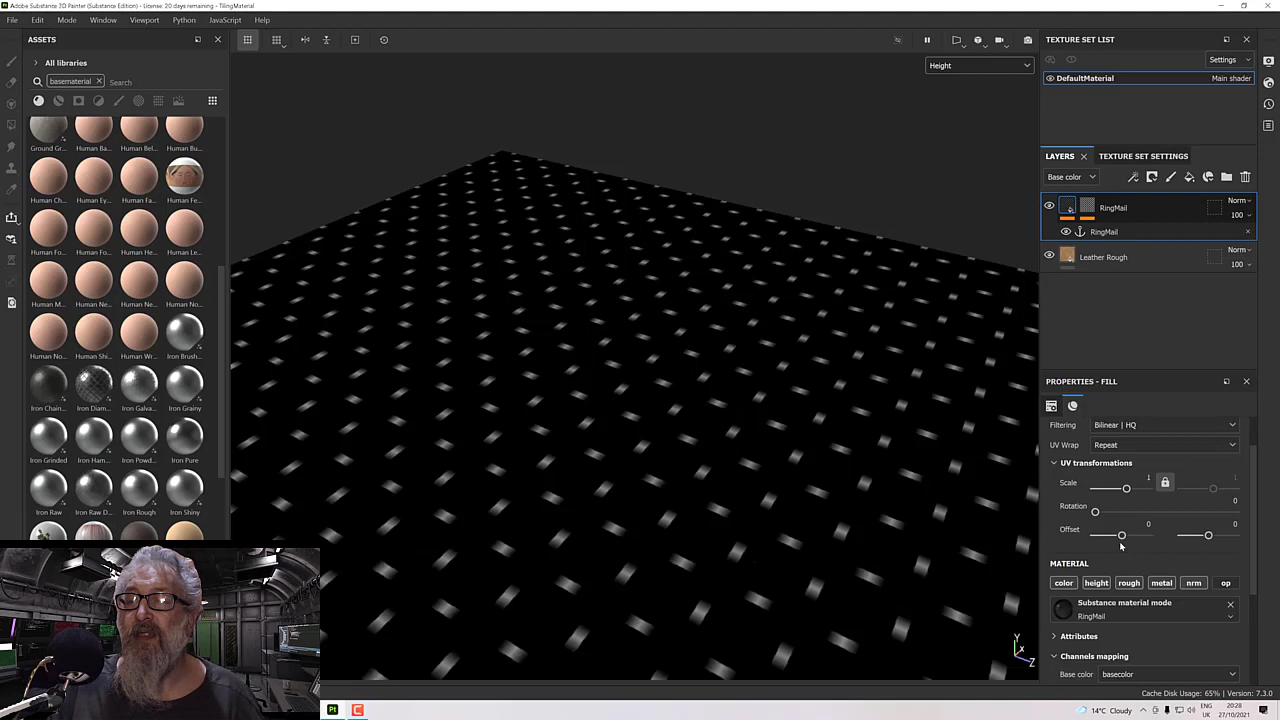 Adobe Substance 3D Painter (Substance Edition) - License: 20 days remaining - TilingMaterial
File Edit Mode Window Viewport Python JavaScript Help
ASSETS
All libraries
basematerial Search
Ground Gr...
Human Ba...
Human Bel...
Human Bu...
Human Ch...
Human Ey...
Human Fa...
Human Fe...
Human Fo...
Human Fo...
Human Fo...
Human Le...
Human M...
Human Ne...
Human Ne...
Human No...
Human No...
Human Shi...
Human Wr...
Iron Brush...
Iron Chain...
Iron Diam...
Iron Galva...
Iron Grainy
Iron Grinded
Iron Ham...
Iron Powd...
Iron Pure
Iron Raw
Iron Raw D...
Iron Rough
Iron Shiny
Height
Y
X
Z
TEXTURE SET LIST
Settings
DefaultMaterial Main shader
LAYERS TEXTURE SET SETTINGS
Base color
RingMail Norm
100
RingMail
Leather Rough Norm
100
PROPERTIES - FILL
Filtering Bilinear | HQ
UV Wrap Repeat
UV transformations
Scale 1 1
Rotation 0
Offset 0 0
MATERIAL
color height rough metal nrm op
Substance material mode
RingMail
Attributes
Channels mapping
Base color basecolor
Cache Disk Usage: 65% | Version: 7.3.0
Pt C
14°C Cloudy ENG 20:28
UK 27/10/2021